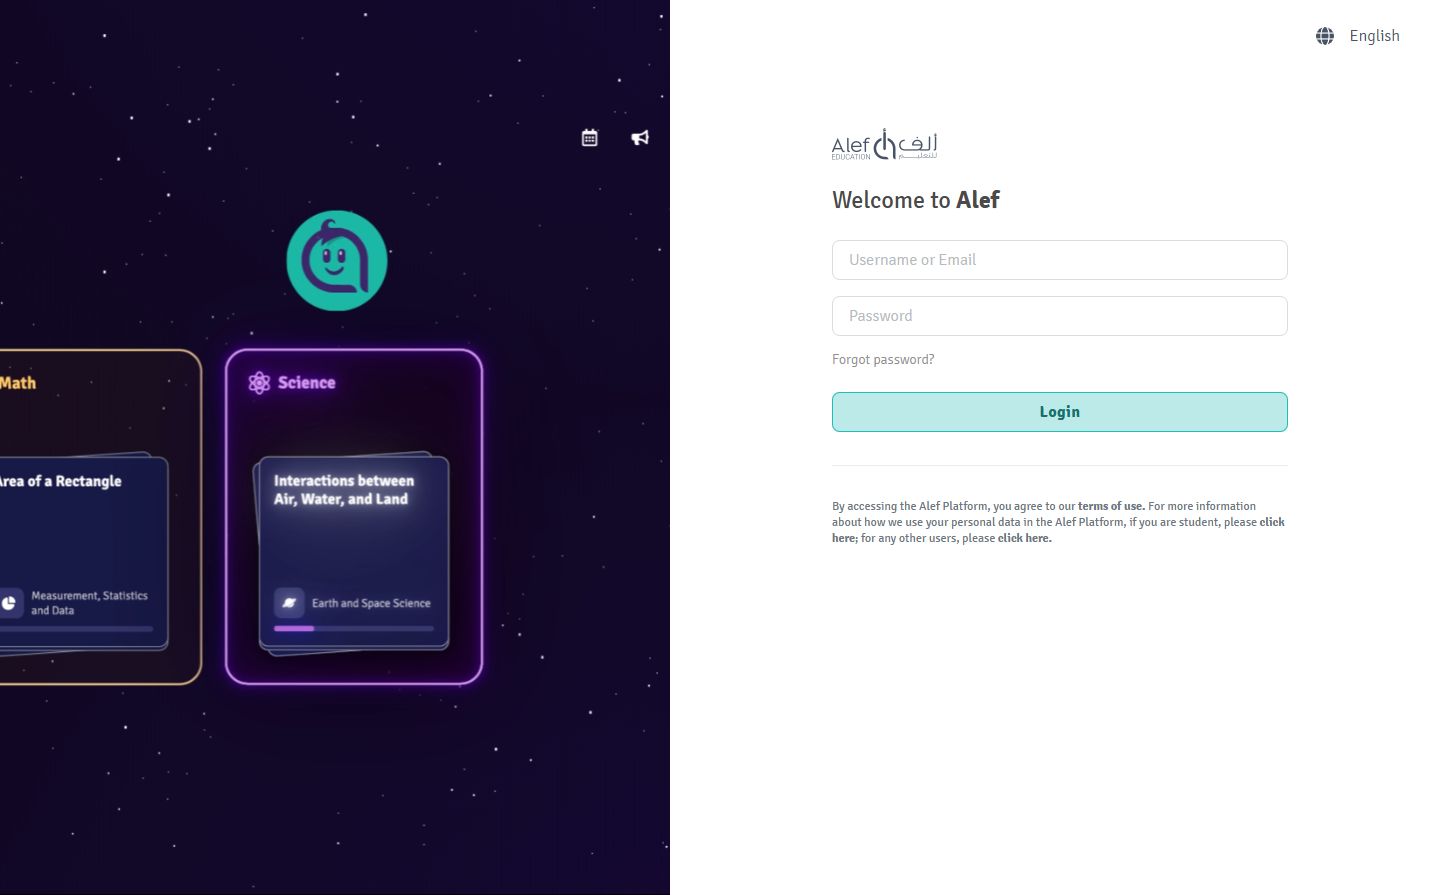 Math
Area of a Rectangle
Measurement, Statistics
and Data
Science
Interactions between
Air, Water, and Land
Earth and Space Science
English
Alef ألف
EDUCATION للتعليم
Welcome to Alef
Username or Email
Password
Forgot password?
Login
By accessing the Alef Platform, you agree to our terms of use. For more information
about how we use your personal data in the Alef Platform, if you are student, please click
here; for any other users, please click here.